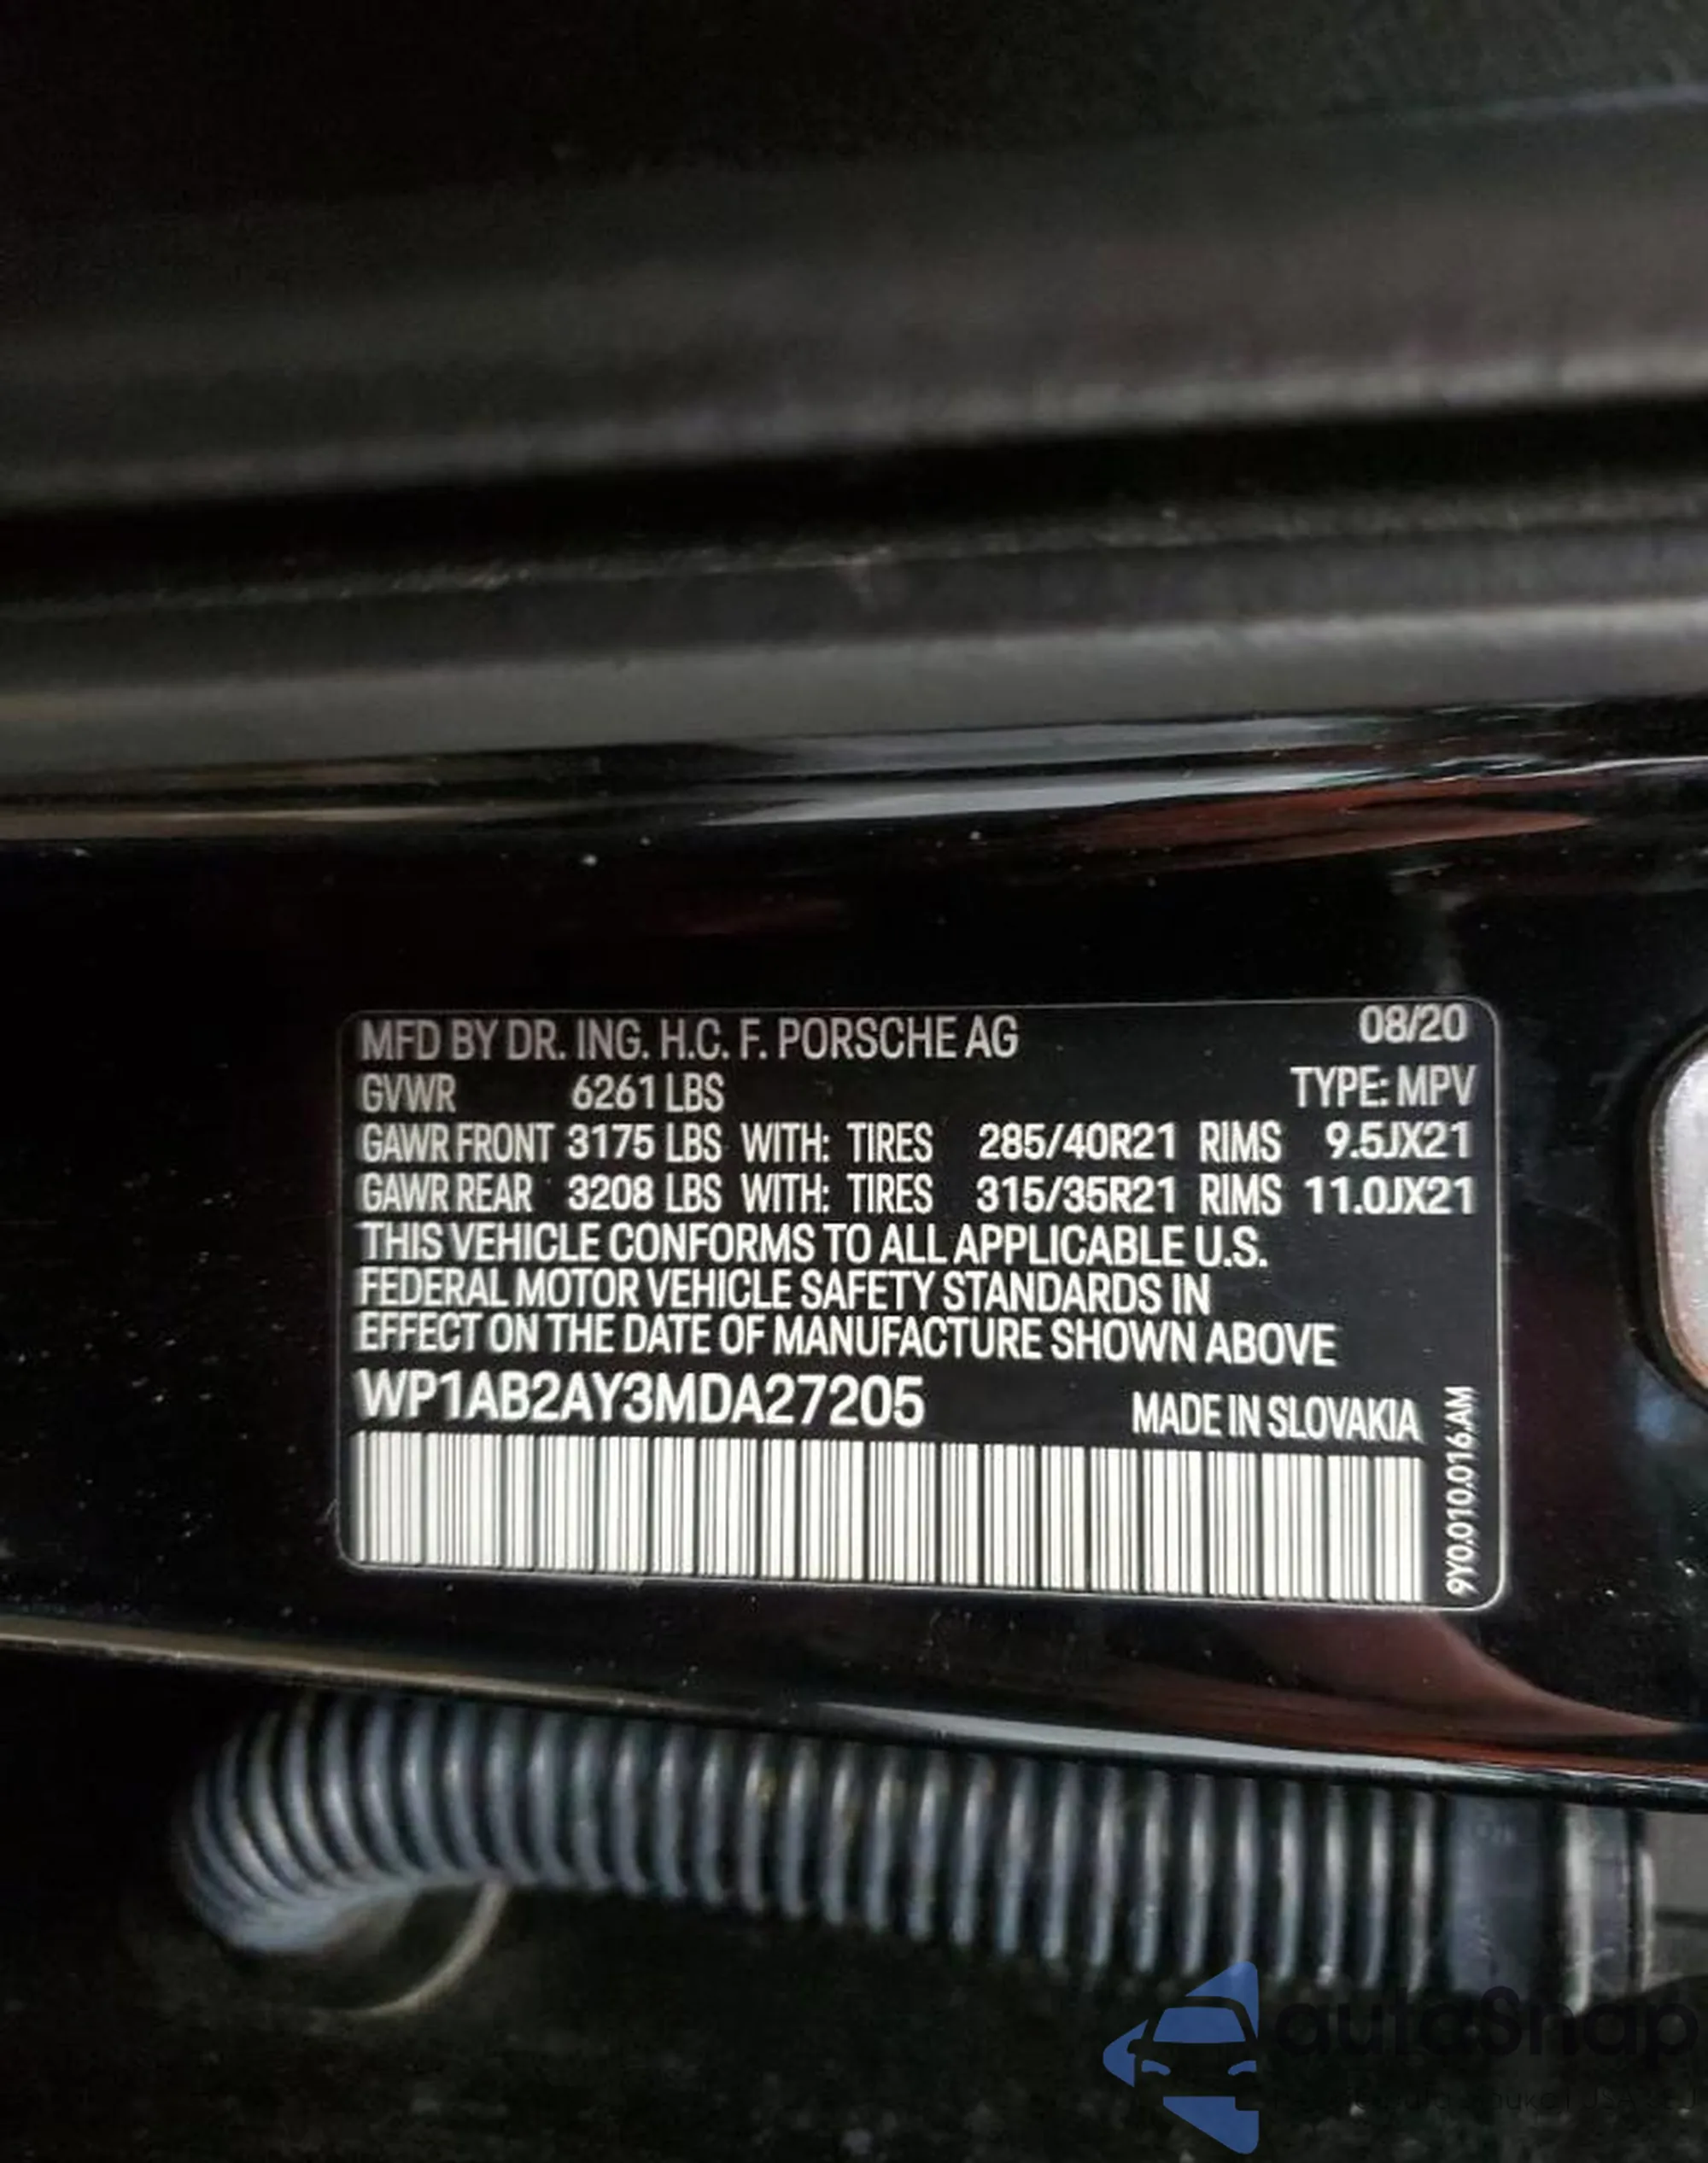 MFD BY DR. ING. H.C. F. PORSCHE AG 08/20
GVWR 6261 LBS TYPE: MPV
GAWR FRONT 3175 LBS WITH: TIRES 285/40R21 RIMS 9.5JX21
GAWR REAR 3208 LBS WITH: TIRES 315/35R21 RIMS 11.0JX21
THIS VEHICLE CONFORMS TO ALL APPLICABLE U.S.
FEDERAL MOTOR VEHICLE SAFETY STANDARDS IN
EFFECT ON THE DATE OF MANUFACTURE SHOWN ABOVE
WP1AB2AY3MDA27205 MADE IN SLOVAKIA
9Y0.010.016.AM
autoSnap